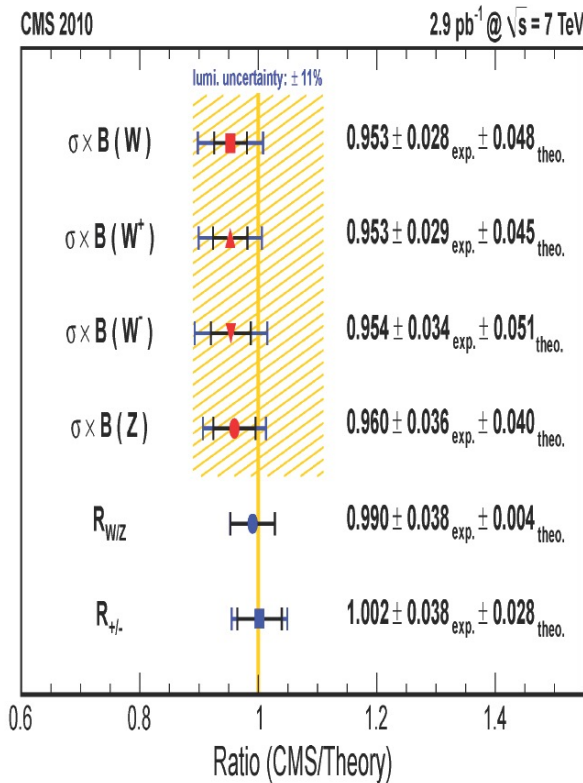 CMS 2010 2.9 pb⁻¹ @ √s = 7 TeV
lumi. uncertainty: ± 11%
σ × B ( W ) 0.953 ± 0.028 exp. ± 0.048 theo.
σ × B ( W⁺ ) 0.953 ± 0.029 exp. ± 0.045 theo.
σ × B ( W⁻ ) 0.954 ± 0.034 exp. ± 0.051 theo.
σ × B ( Z ) 0.960 ± 0.036 exp. ± 0.040 theo.
R W/Z 0.990 ± 0.038 exp. ± 0.004 theo.
R +/- 1.002 ± 0.038 exp. ± 0.028 theo.
0.6 0.8 1 1.2 1.4
Ratio (CMS/Theory)